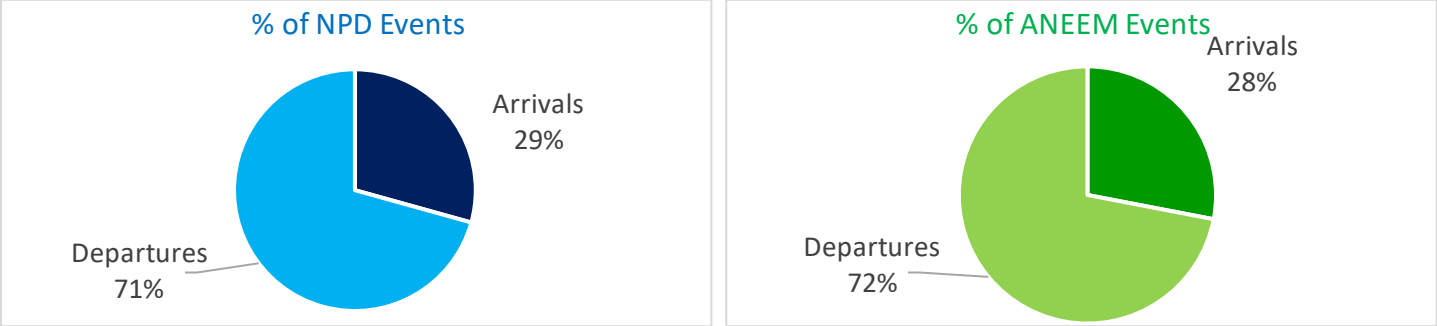 % of NPD Events
Arrivals
29%
Departures
71%
% of ANEEM Events
Arrivals
28%
Departures
72%